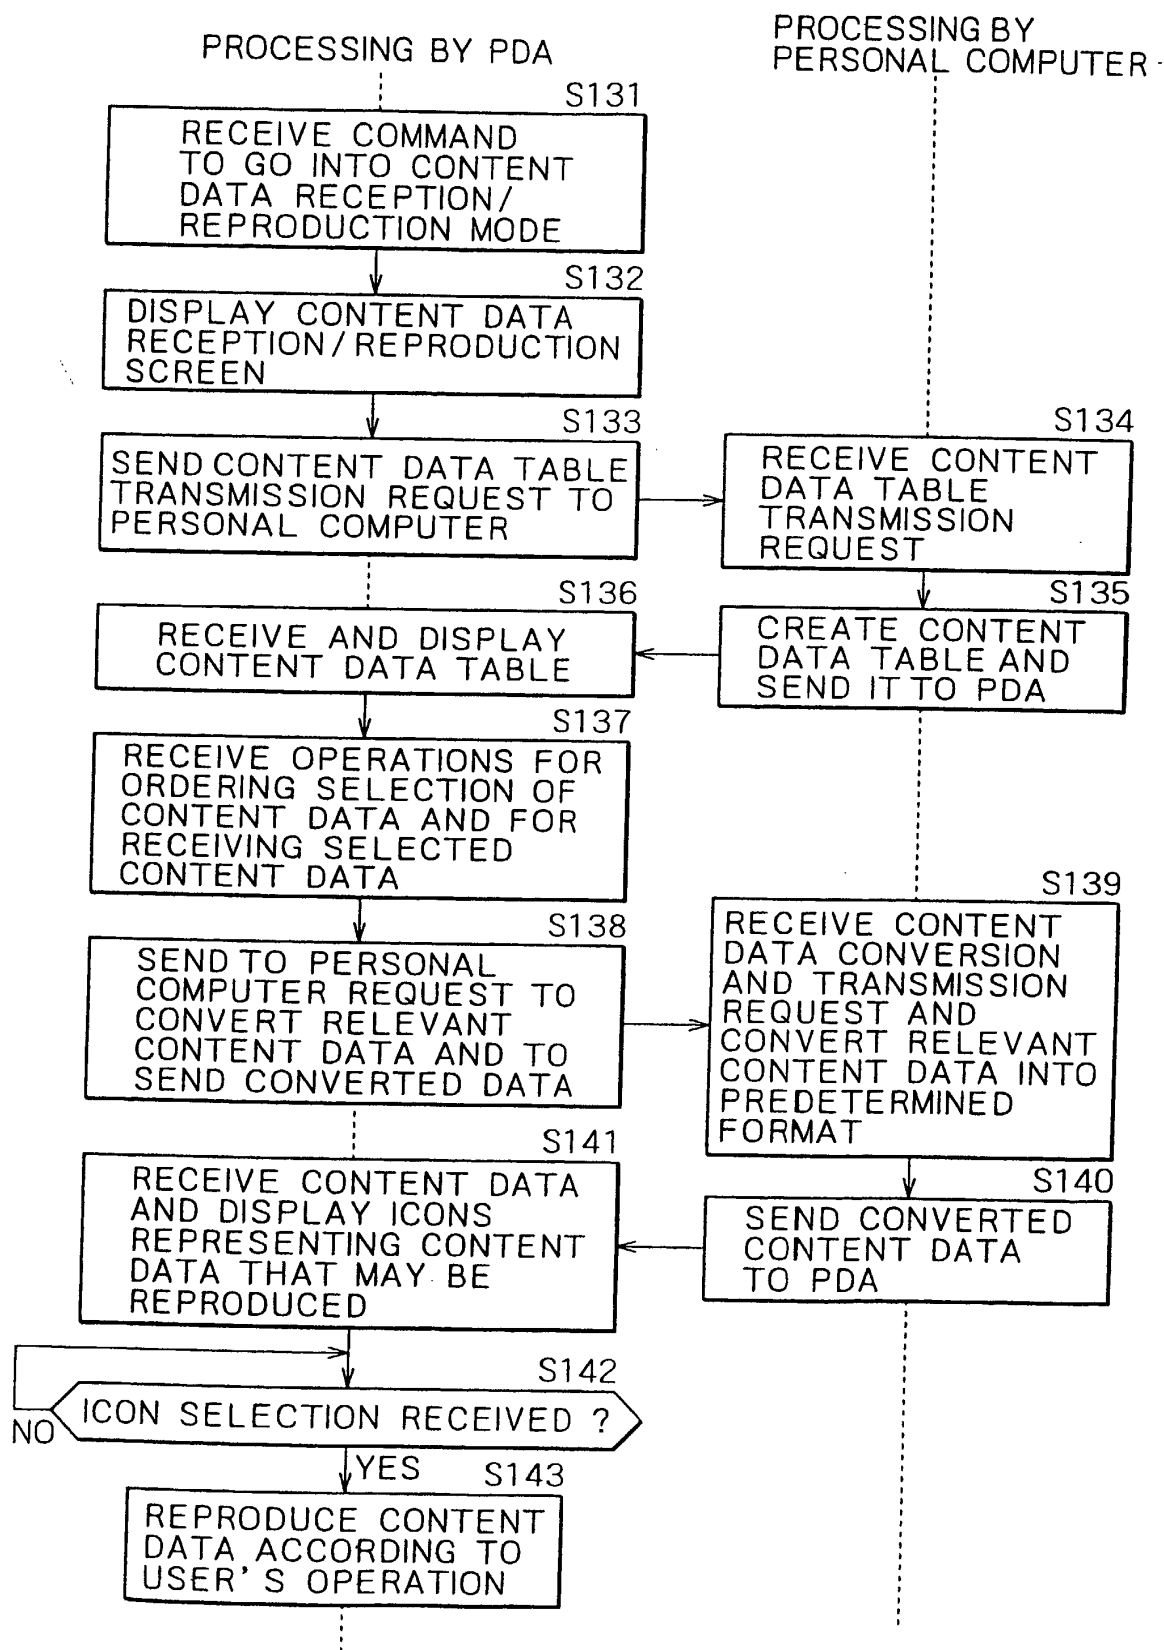 PROCESSING BY PDA
PROCESSING BY
PERSONAL COMPUTER
S131
RECEIVE COMMAND
TO GO INTO CONTENT
DATA RECEPTION/
REPRODUCTION MODE
S132
DISPLAY CONTENT DATA
RECEPTION/REPRODUCTION
SCREEN
S133
SEND CONTENT DATA TABLE
TRANSMISSION REQUEST TO
PERSONAL COMPUTER
S134
RECEIVE CONTENT
DATA TABLE
TRANSMISSION
REQUEST
S135
CREATE CONTENT
DATA TABLE AND
SEND IT TO PDA
S136
RECEIVE AND DISPLAY
CONTENT DATA TABLE
S137
RECEIVE OPERATIONS FOR
ORDERING SELECTION OF
CONTENT DATA AND FOR
RECEIVING SELECTED
CONTENT DATA
S138
SEND TO PERSONAL
COMPUTER REQUEST TO
CONVERT RELEVANT
CONTENT DATA AND TO
SEND CONVERTED DATA
S139
RECEIVE CONTENT
DATA CONVERSION
AND TRANSMISSION
REQUEST AND
CONVERT RELEVANT
CONTENT DATA INTO
PREDETERMINED
FORMAT
S140
SEND CONVERTED
CONTENT DATA
TO PDA
S141
RECEIVE CONTENT DATA
AND DISPLAY ICONS
REPRESENTING CONTENT
DATA THAT MAY BE
REPRODUCED
S142
ICON SELECTION RECEIVED ?
NO
YES
S143
REPRODUCE CONTENT
DATA ACCORDING TO
USER'S OPERATION